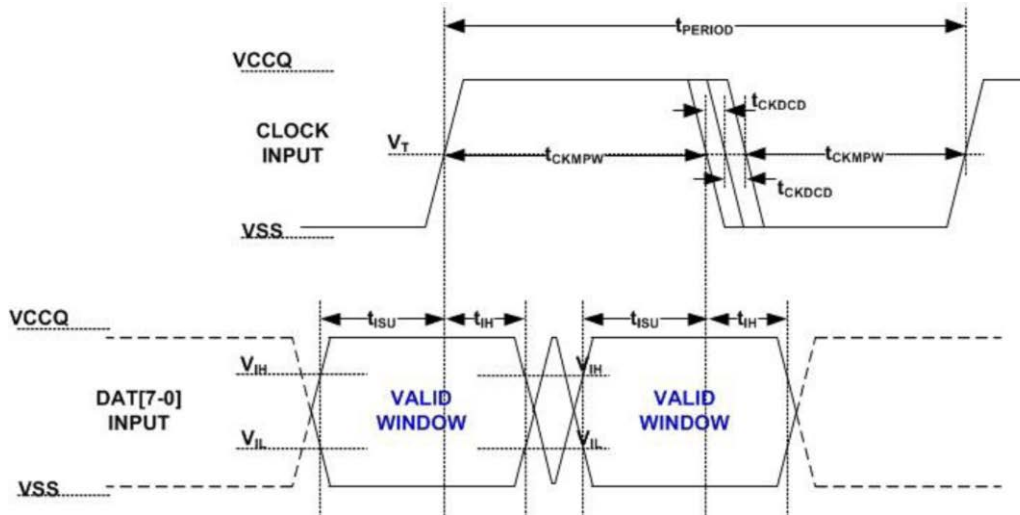 tPERIOD
VCCQ
tCKDCD
CLOCK
INPUT
VT
tCKMPW
tCKMPW
tCKDCD
VSS
VCCQ
tISU
tIH
tISU
tIH
VIH
VIH
DAT[7-0]
INPUT
VALID
WINDOW
VALID
WINDOW
VIL
VIL
VSS